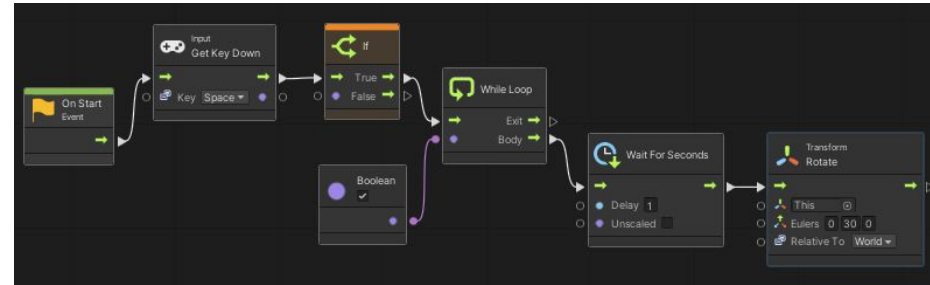 On Start
Event
Input
Get Key Down
Key Space
If
True
False
While Loop
Exit
Body
Boolean
Wait For Seconds
Delay 1
Unscaled
Transform
Rotate
This
Eulers 0 30 0
Relative To World